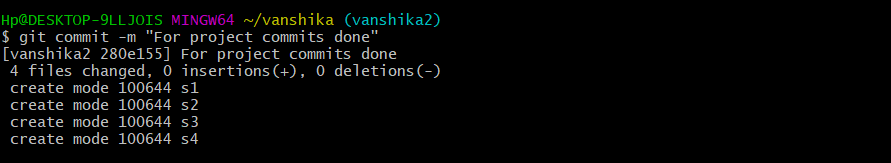 Hp@DESKTOP-9LLJOIS MINGW64 ~/vanshika (vanshika2)
$ git commit -m "For project commits done"
[vanshika2 280e155] For project commits done
 4 files changed, 0 insertions(+), 0 deletions(-)
 create mode 100644 s1
 create mode 100644 s2
 create mode 100644 s3
 create mode 100644 s4